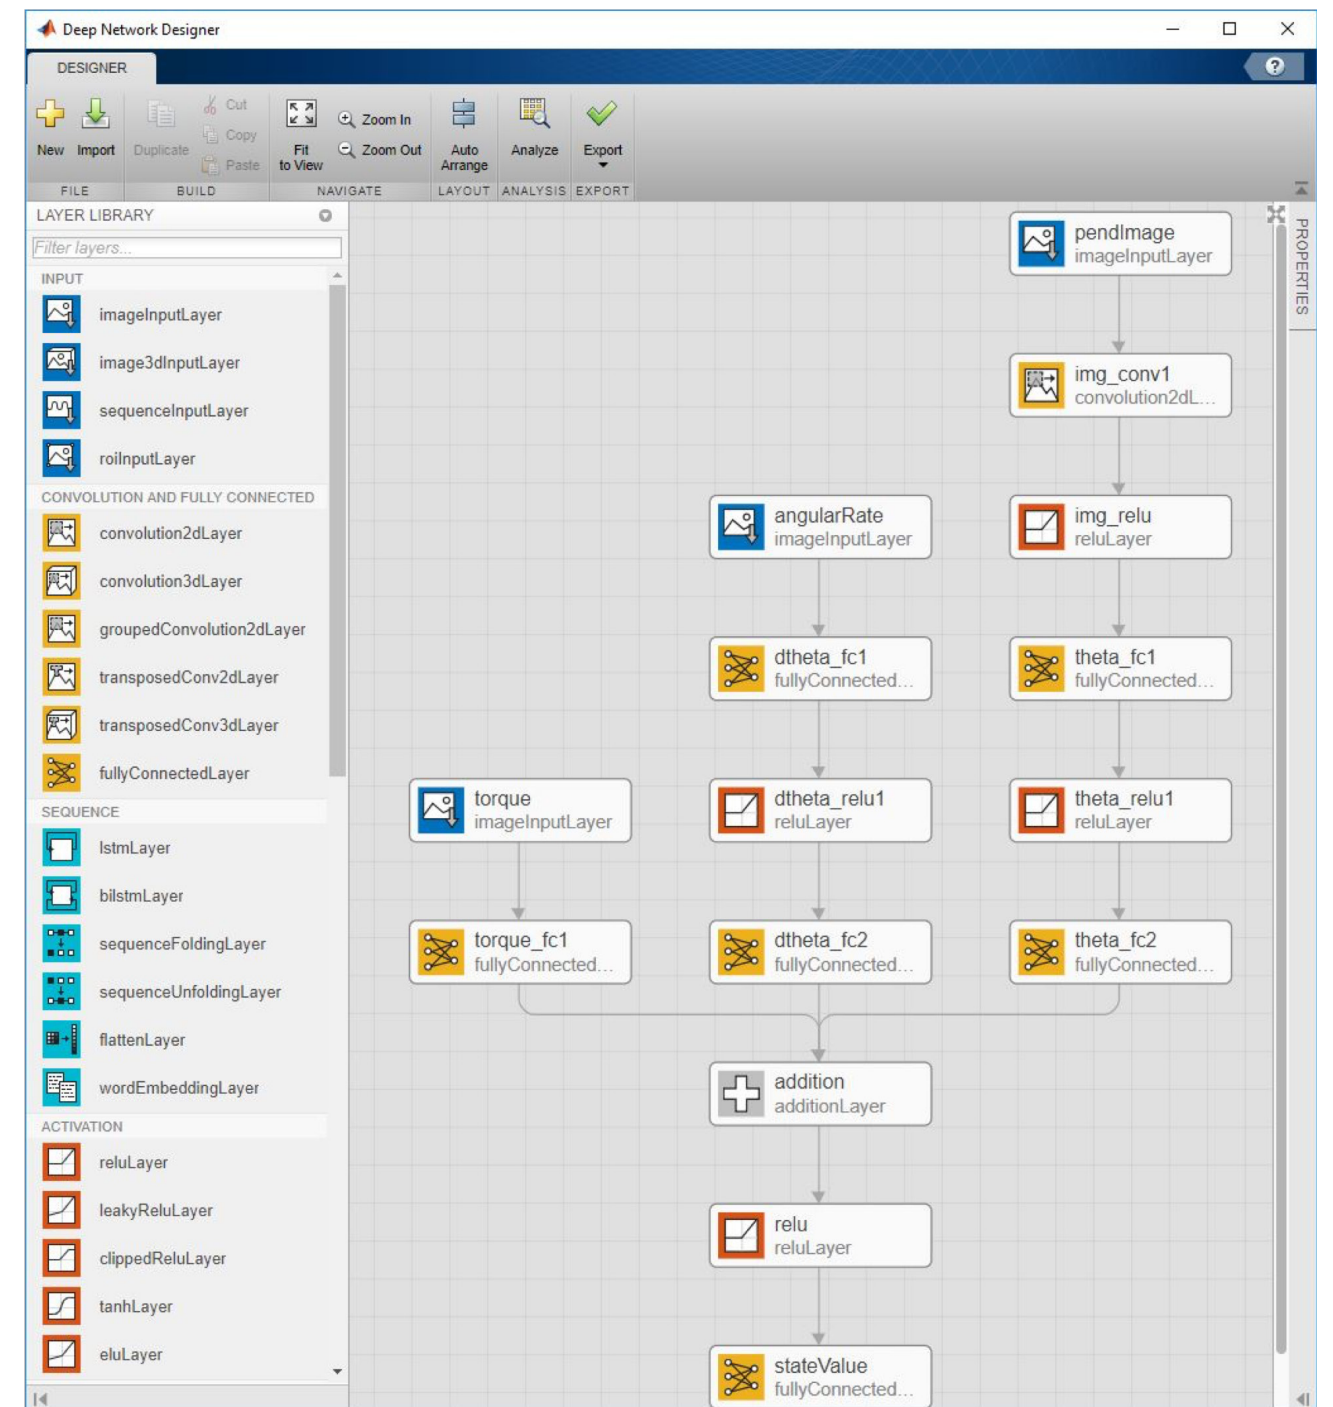 Deep Network Designer
DESIGNER
?
New
Import
Duplicate
Cut
Copy
Paste
Fit
to View
Zoom In
Zoom Out
Auto
Arrange
Analyze
Export
FILE
BUILD
NAVIGATE
LAYOUT
ANALYSIS
EXPORT
LAYER LIBRARY
Filter layers...
INPUT
imageInputLayer
image3dInputLayer
sequenceInputLayer
roiInputLayer
CONVOLUTION AND FULLY CONNECTED
convolution2dLayer
convolution3dLayer
groupedConvolution2dLayer
transposedConv2dLayer
transposedConv3dLayer
fullyConnectedLayer
SEQUENCE
lstmLayer
bilstmLayer
sequenceFoldingLayer
sequenceUnfoldingLayer
flattenLayer
wordEmbeddingLayer
ACTIVATION
reluLayer
leakyReluLayer
clippedReluLayer
tanhLayer
eluLayer
pendImage
imageInputLayer
img_conv1
convolution2dL...
angularRate
imageInputLayer
img_relu
reluLayer
dtheta_fc1
fullyConnected...
theta_fc1
fullyConnected...
torque
imageInputLayer
dtheta_relu1
reluLayer
theta_relu1
reluLayer
torque_fc1
fullyConnected...
dtheta_fc2
fullyConnected...
theta_fc2
fullyConnected...
addition
additionLayer
relu
reluLayer
stateValue
fullyConnected...
PROPERTIES